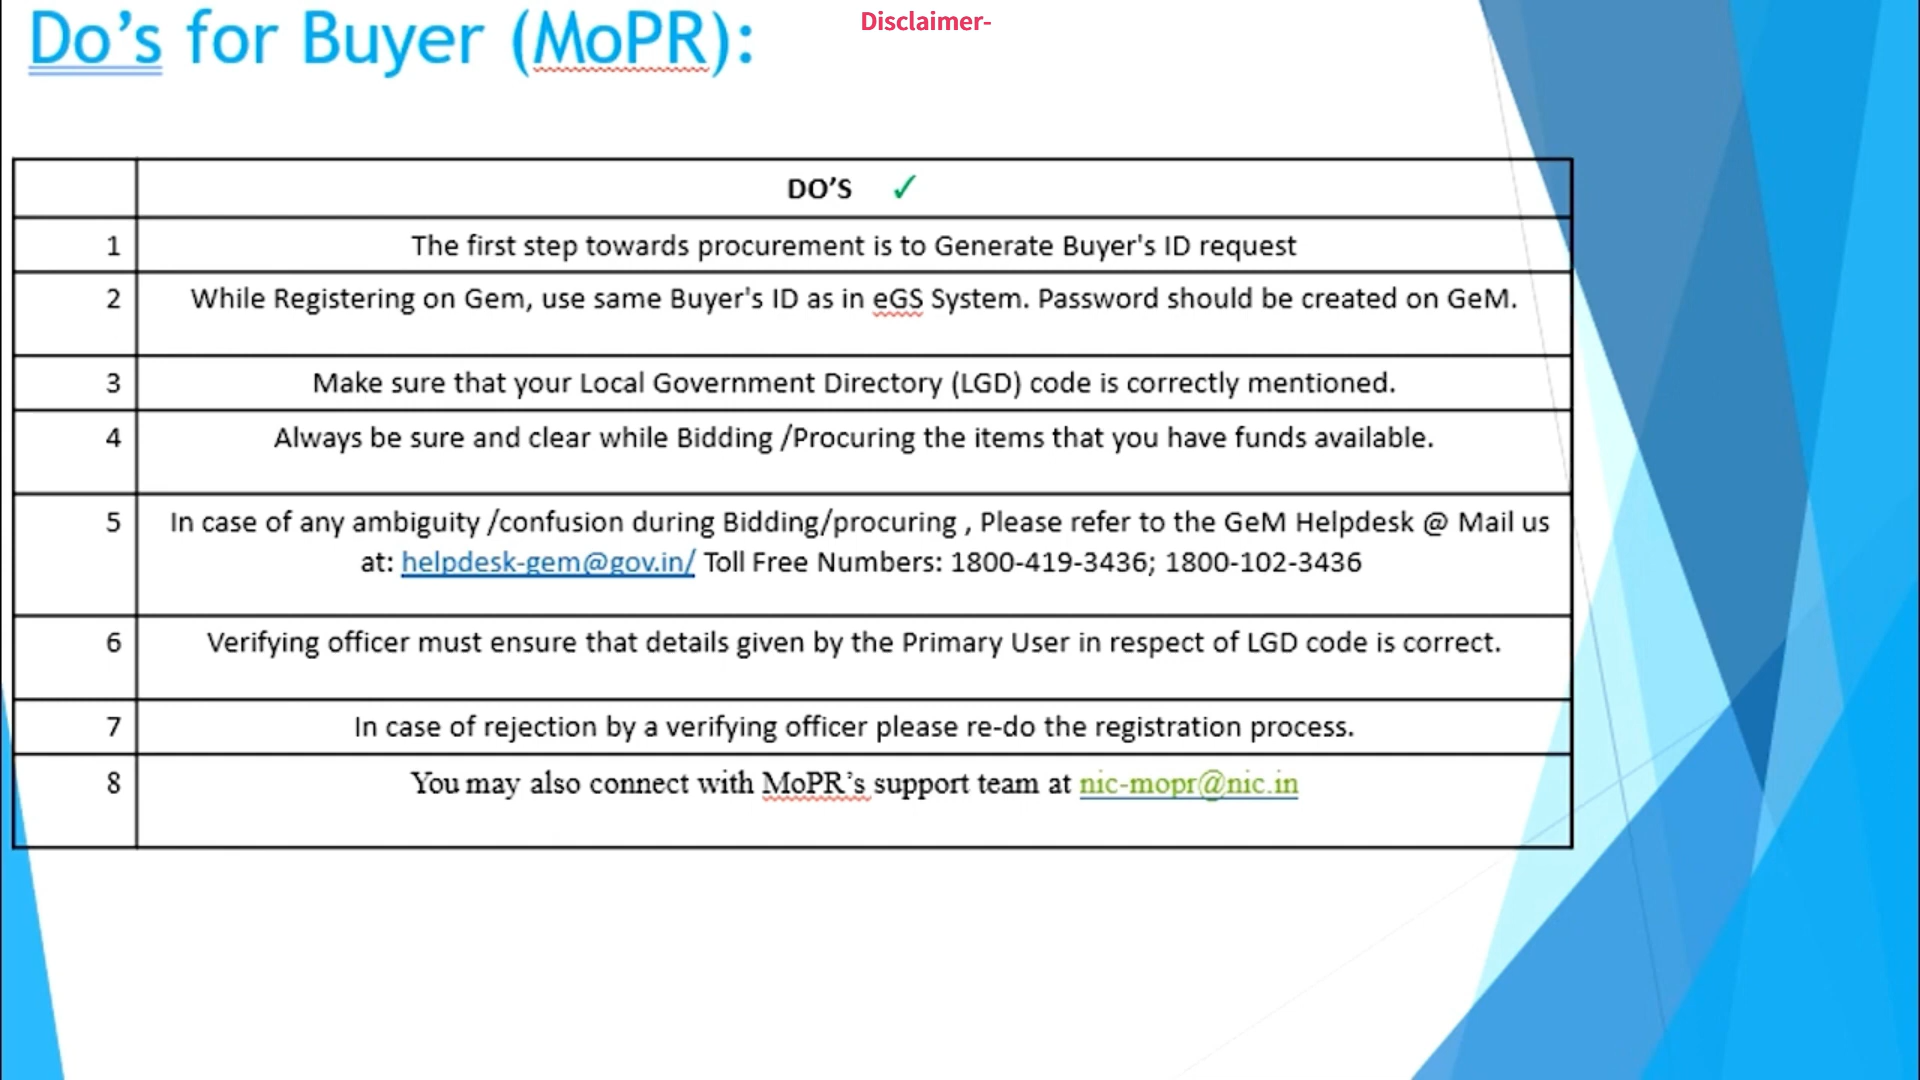 Disclaimer-
Do’s for Buyer (MoPR):
DO’S ✓
1 The first step towards procurement is to Generate Buyer's ID request
2 While Registering on Gem, use same Buyer's ID as in eGS System. Password should be created on GeM.
3 Make sure that your Local Government Directory (LGD) code is correctly mentioned.
4 Always be sure and clear while Bidding /Procuring the items that you have funds available.
5 In case of any ambiguity /confusion during Bidding/procuring , Please refer to the GeM Helpdesk @ Mail us
at: helpdesk-gem@gov.in/ Toll Free Numbers: 1800-419-3436; 1800-102-3436
6 Verifying officer must ensure that details given by the Primary User in respect of LGD code is correct.
7 In case of rejection by a verifying officer please re-do the registration process.
8 You may also connect with MoPR’s support team at nic-mopr@nic.in